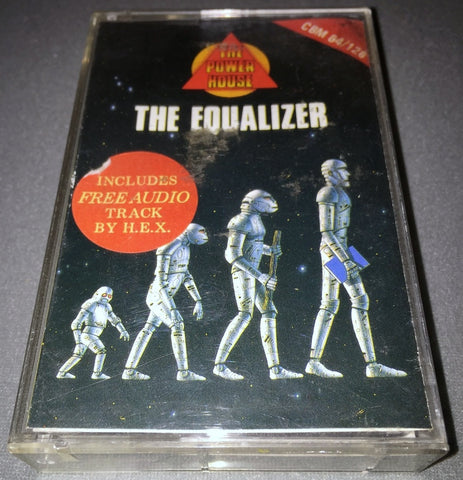 THE
POWER
HOUSE
CBM 64/128
THE EQUALIZER
INCLUDES
FREE AUDIO
TRACK
BY H.E.X.